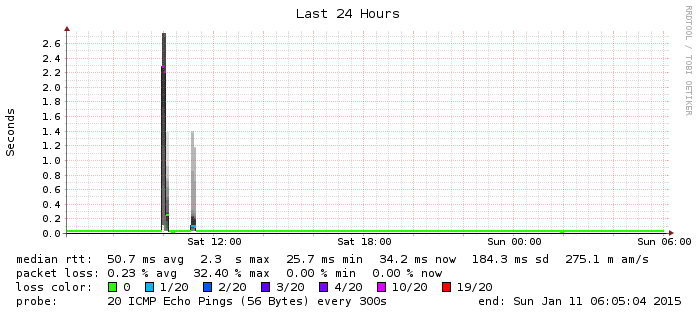 Last 24 Hours
RRDTOOL / TOBI OETIKER
Seconds
2.6
2.4
2.2
2.0
1.8
1.6
1.4
1.2
1.0
0.8
0.6
0.4
0.2
0.0
Sat 12:00 Sat 18:00 Sun 00:00 Sun 06:00
median rtt: 50.7 ms avg 2.3 s max 25.7 ms min 34.2 ms now 184.3 ms sd 275.1 m am/s
packet loss: 0.23 % avg 32.40 % max 0.00 % min 0.00 % now
loss color: 0 1/20 2/20 3/20 4/20 10/20 19/20
probe: 20 ICMP Echo Pings (56 Bytes) every 300s end: Sun Jan 11 06:05:04 2015